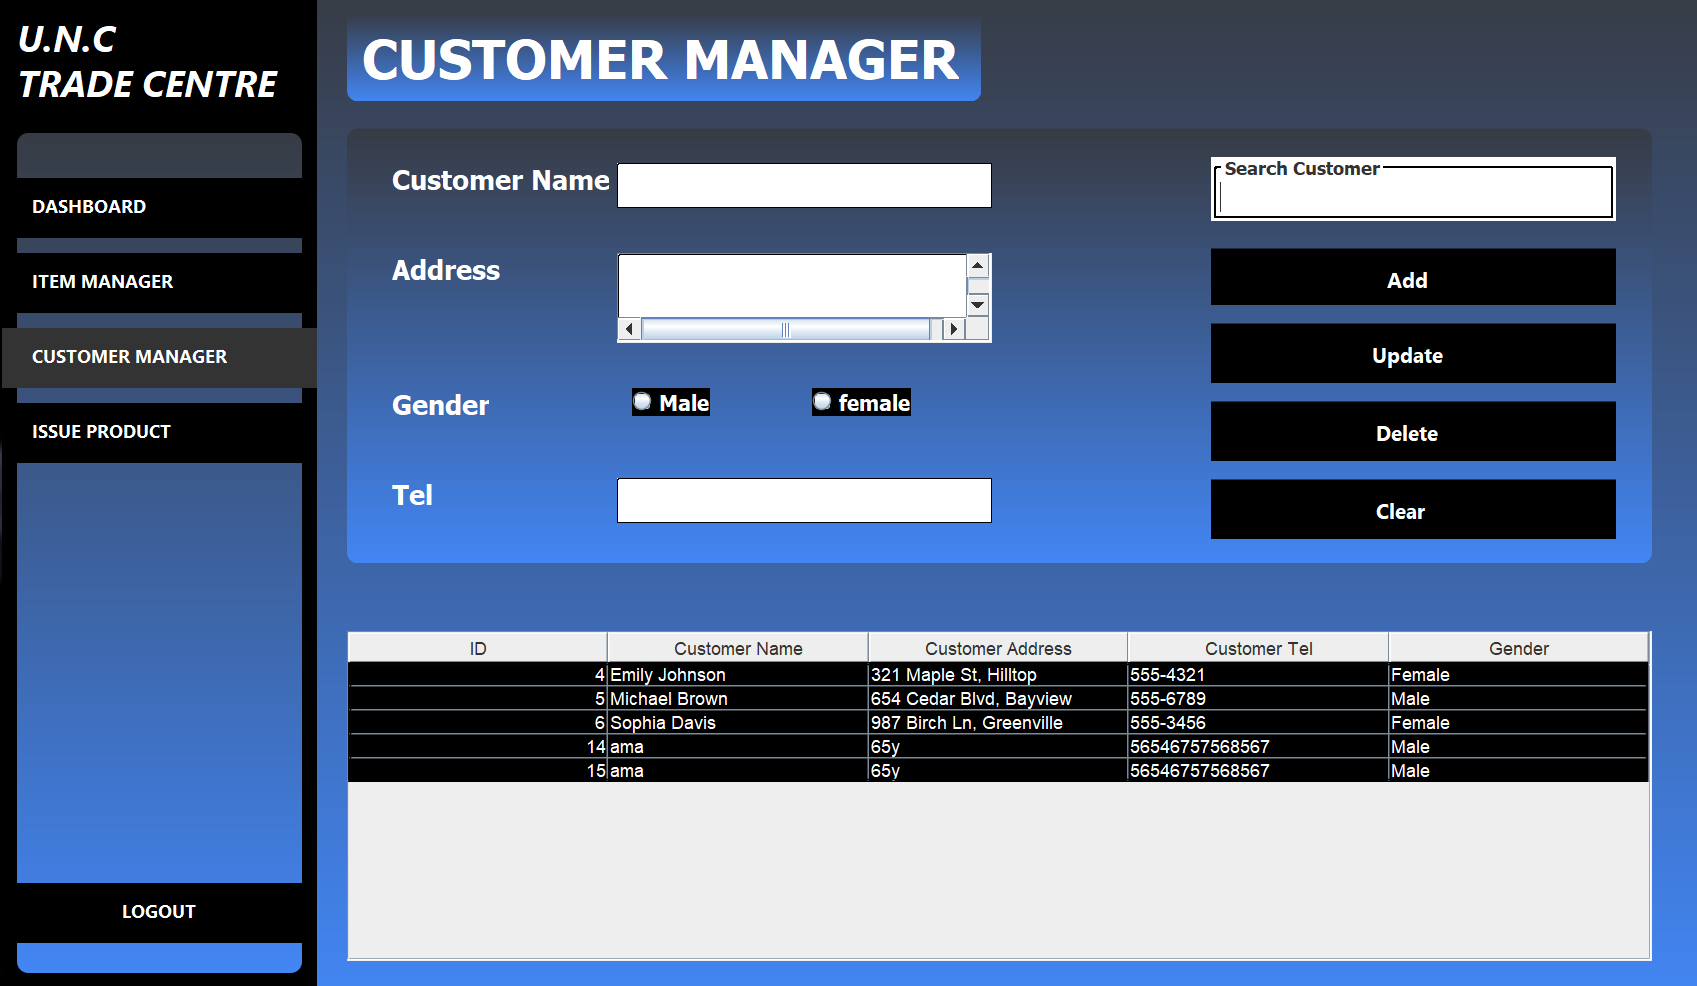 U.N.C
TRADE CENTRE
DASHBOARD
ITEM MANAGER
CUSTOMER MANAGER
ISSUE PRODUCT
LOGOUT
CUSTOMER MANAGER
Customer Name
Address
Gender
Male
female
Tel
Search Customer
Add
Update
Delete
Clear
ID Customer Name Customer Address Customer Tel Gender
4 Emily Johnson 321 Maple St, Hilltop 555-4321 Female
5 Michael Brown 654 Cedar Blvd, Bayview 555-6789 Male
6 Sophia Davis 987 Birch Ln, Greenville 555-3456 Female
14 ama 65y 56546757568567 Male
15 ama 65y 56546757568567 Male